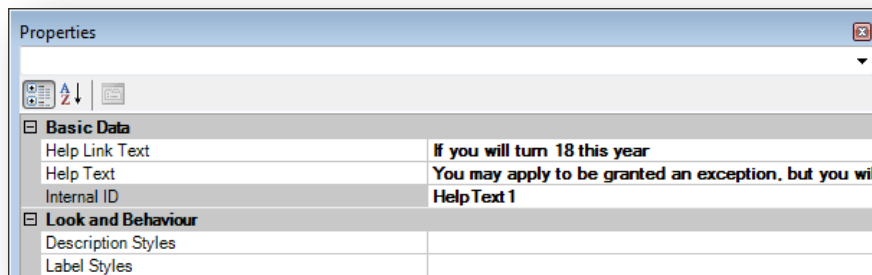 Properties
Basic Data
Help Link Text If you will turn 18 this year
Help Text You may apply to be granted an exception, but you wil
Internal ID HelpText1
Look and Behaviour
Description Styles
Label Styles